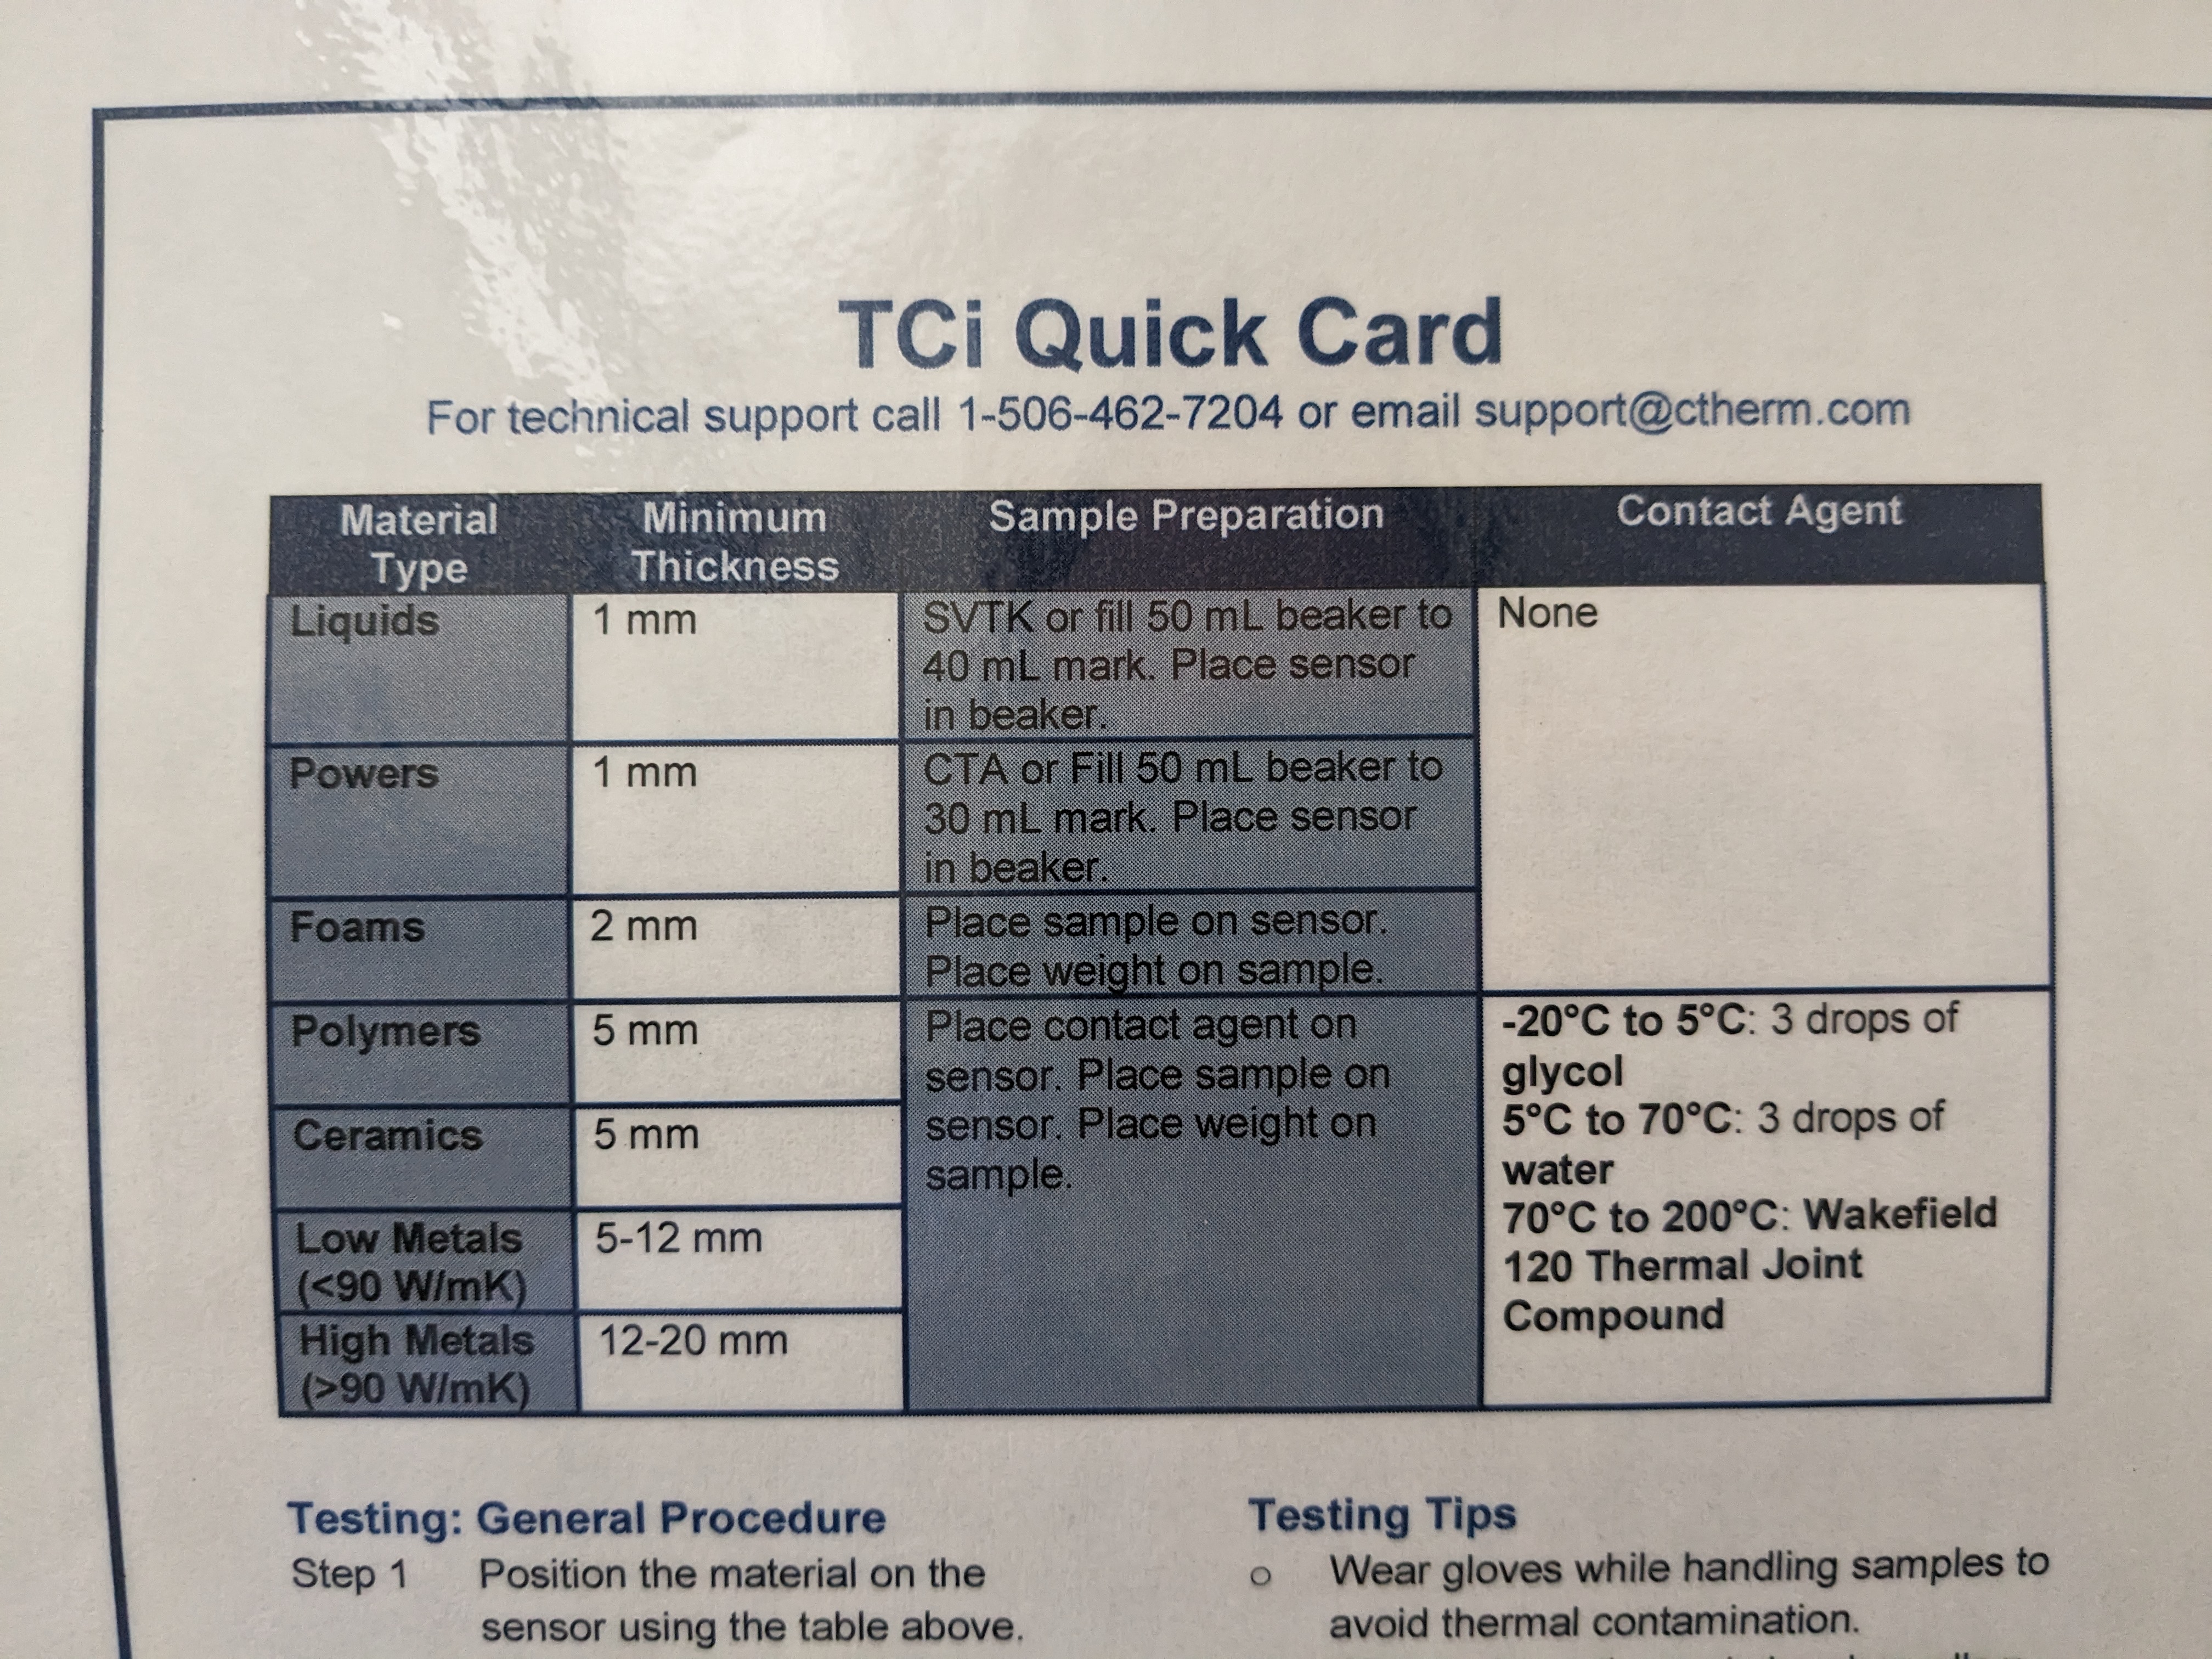 TCi Quick Card
For technical support call 1-506-462-7204 or email support@ctherm.com
Material
Type
Minimum
Thickness
Sample Preparation
Contact Agent
Liquids
1 mm
SVTK or fill 50 mL beaker to
40 mL mark. Place sensor
in beaker.
None
Powers
1 mm
CTA or Fill 50 mL beaker to
30 mL mark. Place sensor
in beaker.
Foams
2 mm
Place sample on sensor.
Place weight on sample.
Polymers
5 mm
Place contact agent on
sensor. Place sample on
sensor. Place weight on
sample.
-20°C to 5°C: 3 drops of
glycol
5°C to 70°C: 3 drops of
water
70°C to 200°C: Wakefield
120 Thermal Joint
Compound
Ceramics
5 mm
Low Metals
(<90 W/mK)
5-12 mm
High Metals
(>90 W/mK)
12-20 mm
Testing: General Procedure
Step 1 Position the material on the
sensor using the table above.
Testing Tips
o Wear gloves while handling samples to
avoid thermal contamination.